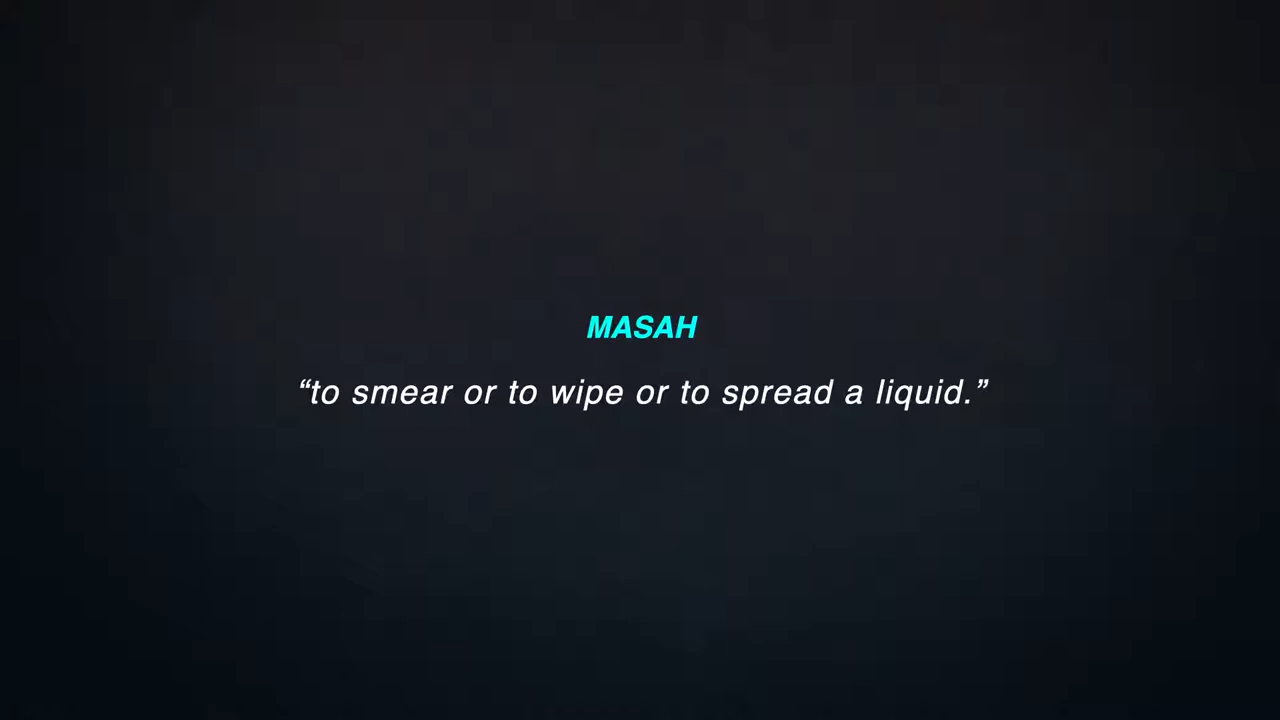 MASAH
“to smear or to wipe or to spread a liquid.”